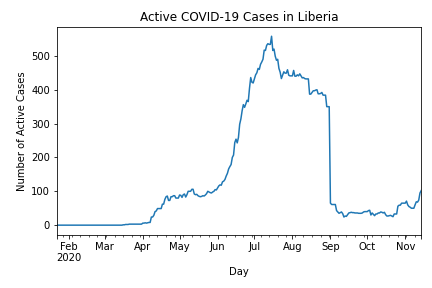 Active COVID-19 Cases in Liberia
Number of Active Cases
500
400
300
200
100
0
Feb Mar Apr May Jun Jul Aug Sep Oct Nov
2020
Day